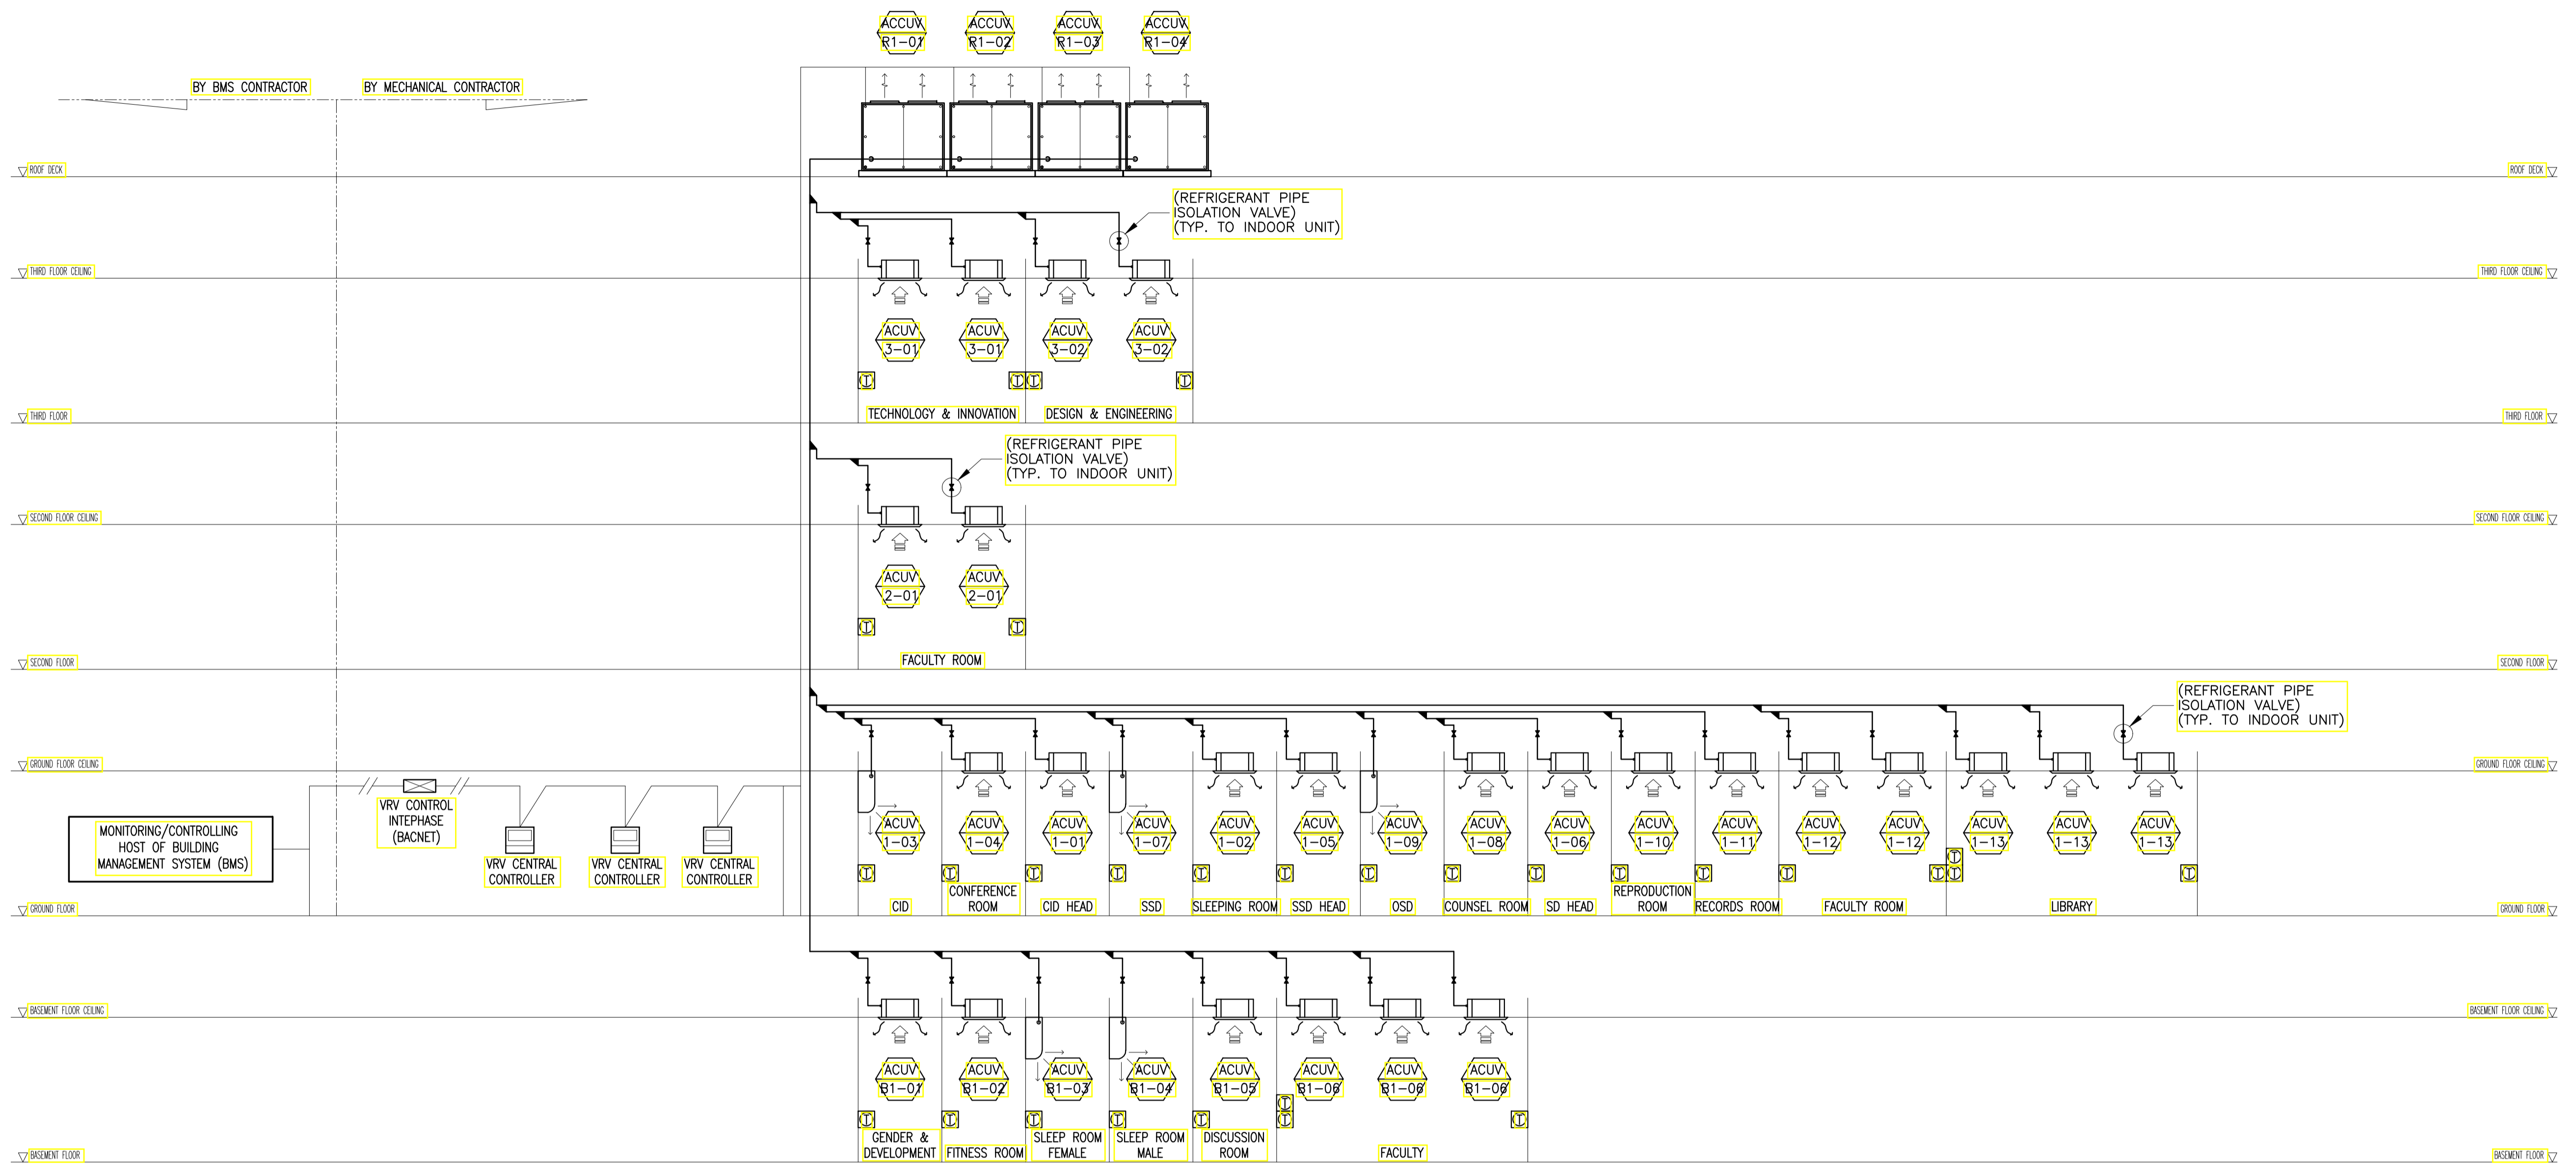 ACCUV ACCUV ACCUV ACCUV
R1-01 R1-02 R1-03 R1-04
BY BMS CONTRACTOR BY MECHANICAL CONTRACTOR
ROOF DECK ROOF DECK
(REFRIGERANT PIPE
ISOLATION VALVE)
(TYP. TO INDOOR UNIT)
THIRD FLOOR CEILING THIRD FLOOR CEILING
ACUV ACUV ACUV ACUV
3-01 3-01 3-02 3-02
T T T T
TECHNOLOGY & INNOVATION DESIGN & ENGINEERING
THIRD FLOOR THIRD FLOOR
(REFRIGERANT PIPE
ISOLATION VALVE)
(TYP. TO INDOOR UNIT)
SECOND FLOOR CEILING SECOND FLOOR CEILING
ACUV ACUV
2-01 2-01
T T
FACULTY ROOM
SECOND FLOOR SECOND FLOOR
(REFRIGERANT PIPE
ISOLATION VALVE)
(TYP. TO INDOOR UNIT)
GROUND FLOOR CEILING GROUND FLOOR CEILING
VRV CONTROL
INTEPHASE
(BACNET)
MONITORING/CONTROLLING
HOST OF BUILDING
MANAGEMENT SYSTEM (BMS)
VRV CENTRAL
CONTROLLER
VRV CENTRAL
CONTROLLER
VRV CENTRAL
CONTROLLER
ACUV ACUV ACUV ACUV ACUV ACUV ACUV ACUV ACUV ACUV ACUV ACUV ACUV ACUV ACUV ACUV
1-03 1-04 1-01 1-07 1-02 1-05 1-09 1-08 1-06 1-10 1-11 1-12 1-12 1-13 1-13 1-13
T
T T T T T T T T T T T T T T T
CID
CONFERENCE
ROOM
CID HEAD
SSD
SLEEPING ROOM
SSD HEAD
OSD
COUNSEL ROOM
SD HEAD
REPRODUCTION
ROOM
RECORDS ROOM
FACULTY ROOM
LIBRARY
GROUND FLOOR GROUND FLOOR
BASEMENT FLOOR CEILING BASEMENT FLOOR CEILING
ACUV ACUV ACUV ACUV ACUV ACUV ACUV ACUV
B1-01 B1-02 B1-03 B1-04 B1-05 B1-06 B1-06 B1-06
T
T T T T T T T
GENDER &
DEVELOPMENT
FITNESS ROOM
SLEEP ROOM
FEMALE
SLEEP ROOM
MALE
DISCUSSION
ROOM
FACULTY
BASEMENT FLOOR BASEMENT FLOOR